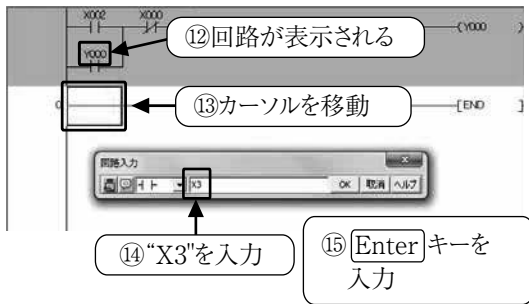 X002 X000
(Y000 )
⑫回路が表示される
Y000
0
⑬カーソルを移動
[END ]
回路入力
X3
OK 取消 ヘルプ
⑭“X3"を入力
⑮ Enter キーを
入力